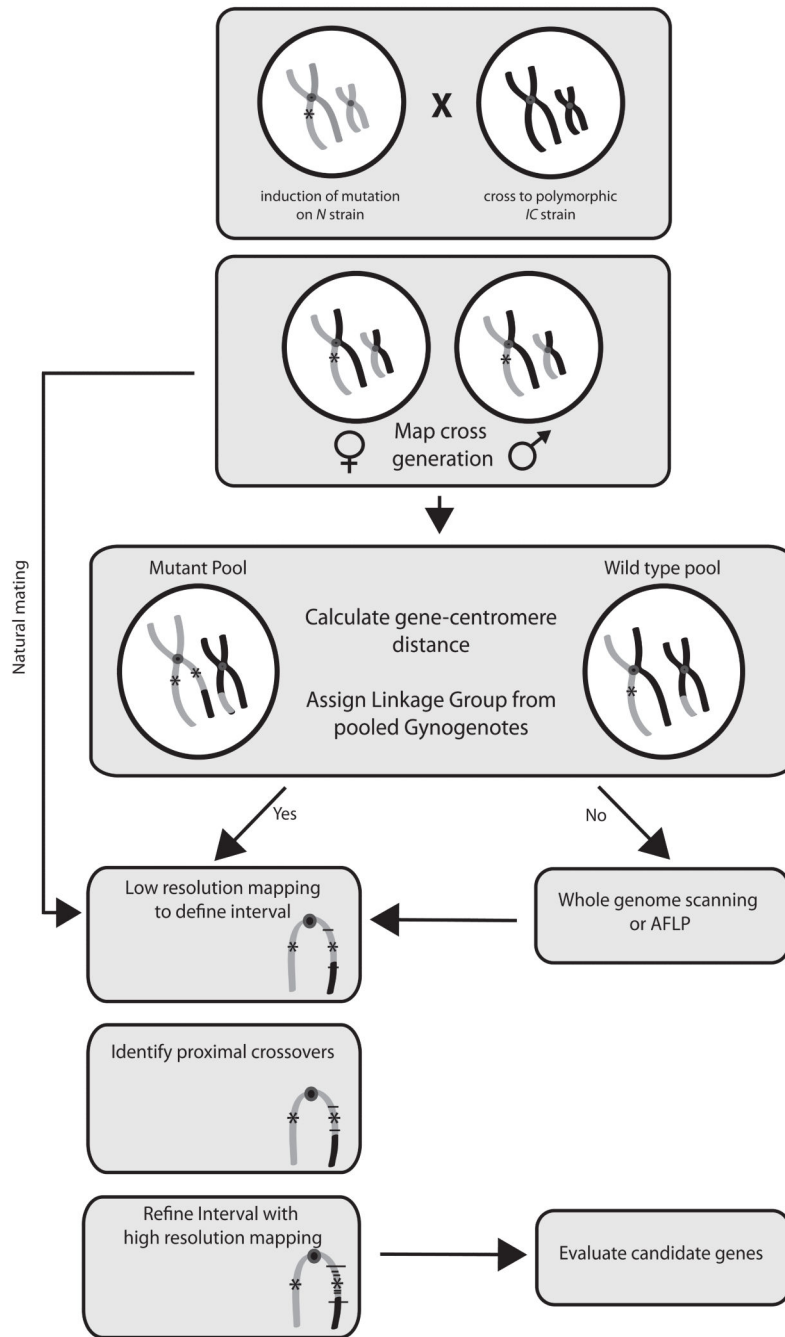 X
induction of mutation
on N strain
cross to polymorphic
IC strain
Map cross
generation
Natural mating
Mutant Pool
Wild type pool
Calculate gene-centromere
distance
Assign Linkage Group from
pooled Gynogenotes
Yes
No
Low resolution mapping
to define interval
Whole genome scanning
or AFLP
Identify proximal crossovers
Refine Interval with
high resolution mapping
Evaluate candidate genes